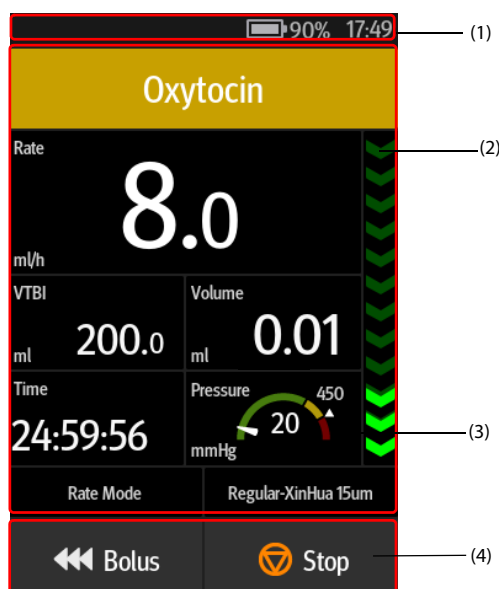 90% 17:49
(1)
Oxytocin
(2)
Rate
8.0
ml/h
VTBI
200.0
ml
Volume
0.01
ml
Time
24:59:56
Pressure
450
20
mmHg
(3)
Rate Mode
Regular-XinHua 15um
Bolus
Stop
(4)